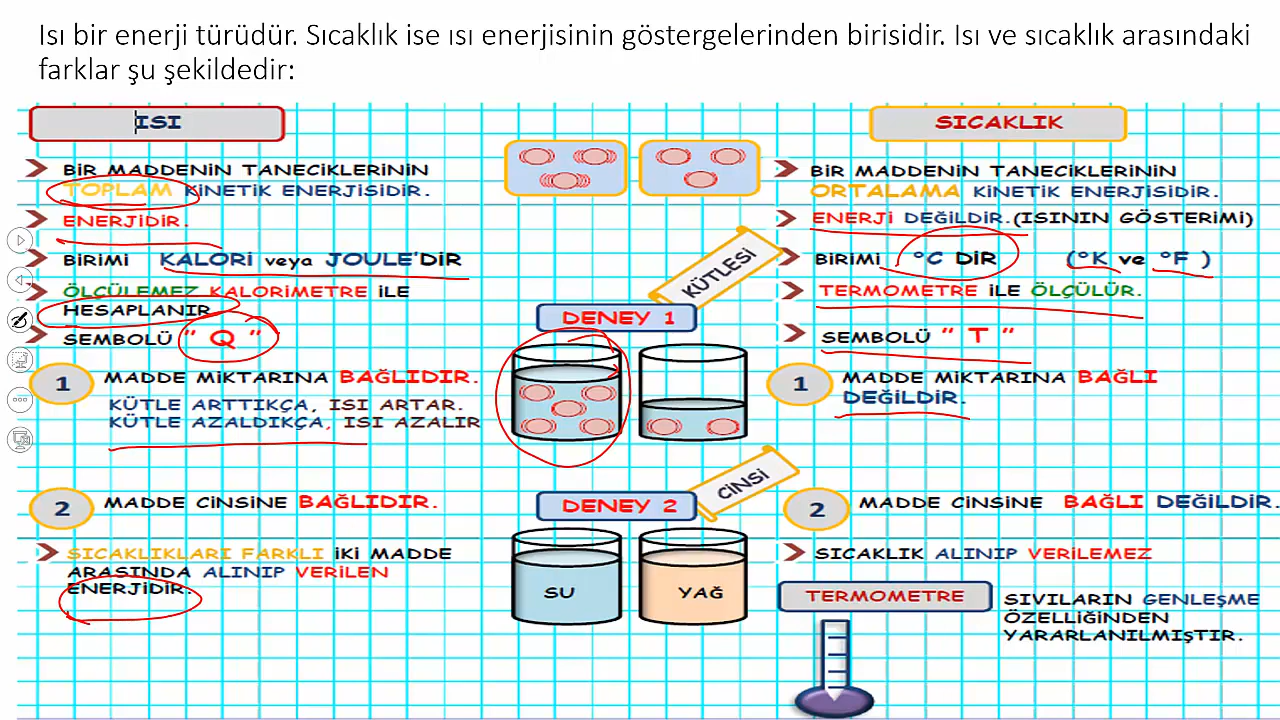 Isı bir enerji türüdür. Sıcaklık ise ısı enerjisinin göstergelerinden birisidir. Isı ve sıcaklık arasındaki
farklar şu şekildedir:
ISI
BİR MADDENİN TANECİKLERİNİN
TOPLAM KİNETİK ENERJİSİDİR.
ENERJİDİR.
BİRİMİ KALORİ veya JOULE'DİR
ÖLÇÜLEMEZ KALORİMETRE İLE
HESAPLANIR
SEMBOLÜ " Q "
1 MADDE MİKTARINA BAĞLIDIR.
KÜTLE ARTTIKÇA, ISI ARTAR.
KÜTLE AZALDIKÇA, ISI AZALIR
2 MADDE CİNSİNE BAĞLIDIR.
SICAKLIKLARI FARKLI İKİ MADDE
ARASINDA ALINIP VERİLEN
ENERJİDİR.
KÜTLESİ
DENEY 1
CİNSİ
DENEY 2
SU
YAĞ
SICAKLIK
BİR MADDENİN TANECİKLERİNİN
ORTALAMA KİNETİK ENERJİSİDİR.
ENERJİ DEĞİLDİR.(ISININ GÖSTERİMİ)
BİRİMİ °C DİR (°K ve °F )
TERMOMETRE İLE ÖLÇÜLÜR.
SEMBOLÜ " T "
1 MADDE MİKTARINA BAĞLI
DEĞİLDİR.
2 MADDE CİNSİNE BAĞLI DEĞİLDİR.
SICAKLIK ALINIP VERİLEMEZ
TERMOMETRE
SIVILARIN GENLEŞME
ÖZELLİĞİNDEN
YARARLANILMIŞTIR.